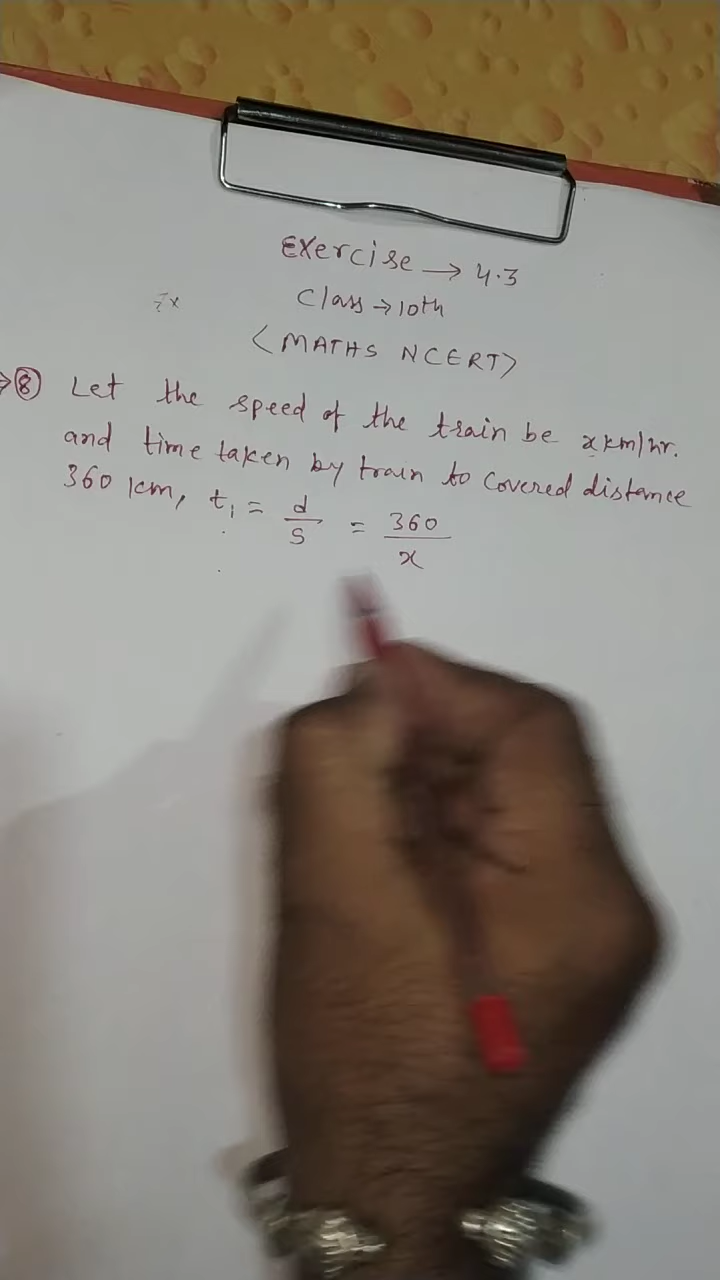 Exercise → 4.3
Class → 10th
<MATHS NCERT>
→ 8 Let the speed of the train be x km/hr.
and time taken by train to covered distance
360 km, t₁ = d/s = 360/x